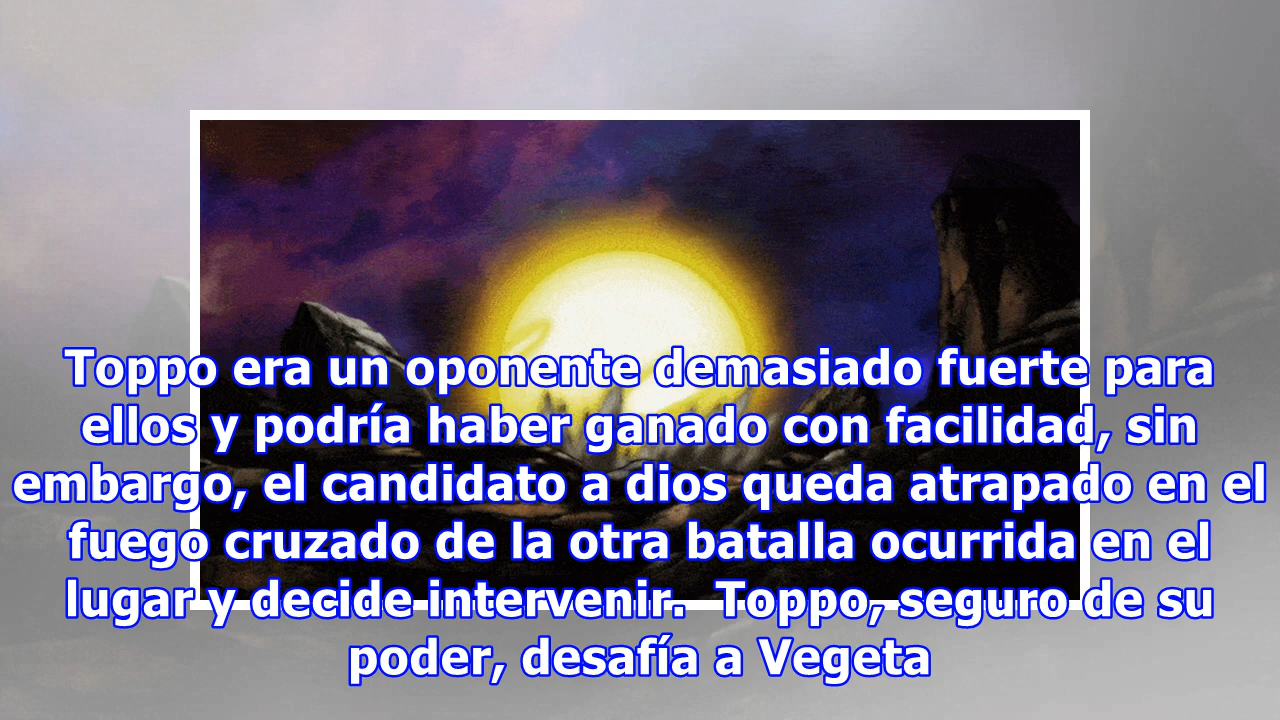 Toppo era un oponente demasiado fuerte para
ellos y podría haber ganado con facilidad, sin
embargo, el candidato a dios queda atrapado en el
fuego cruzado de la otra batalla ocurrida en el
lugar y decide intervenir.  Toppo, seguro de su
poder, desafía a Vegeta